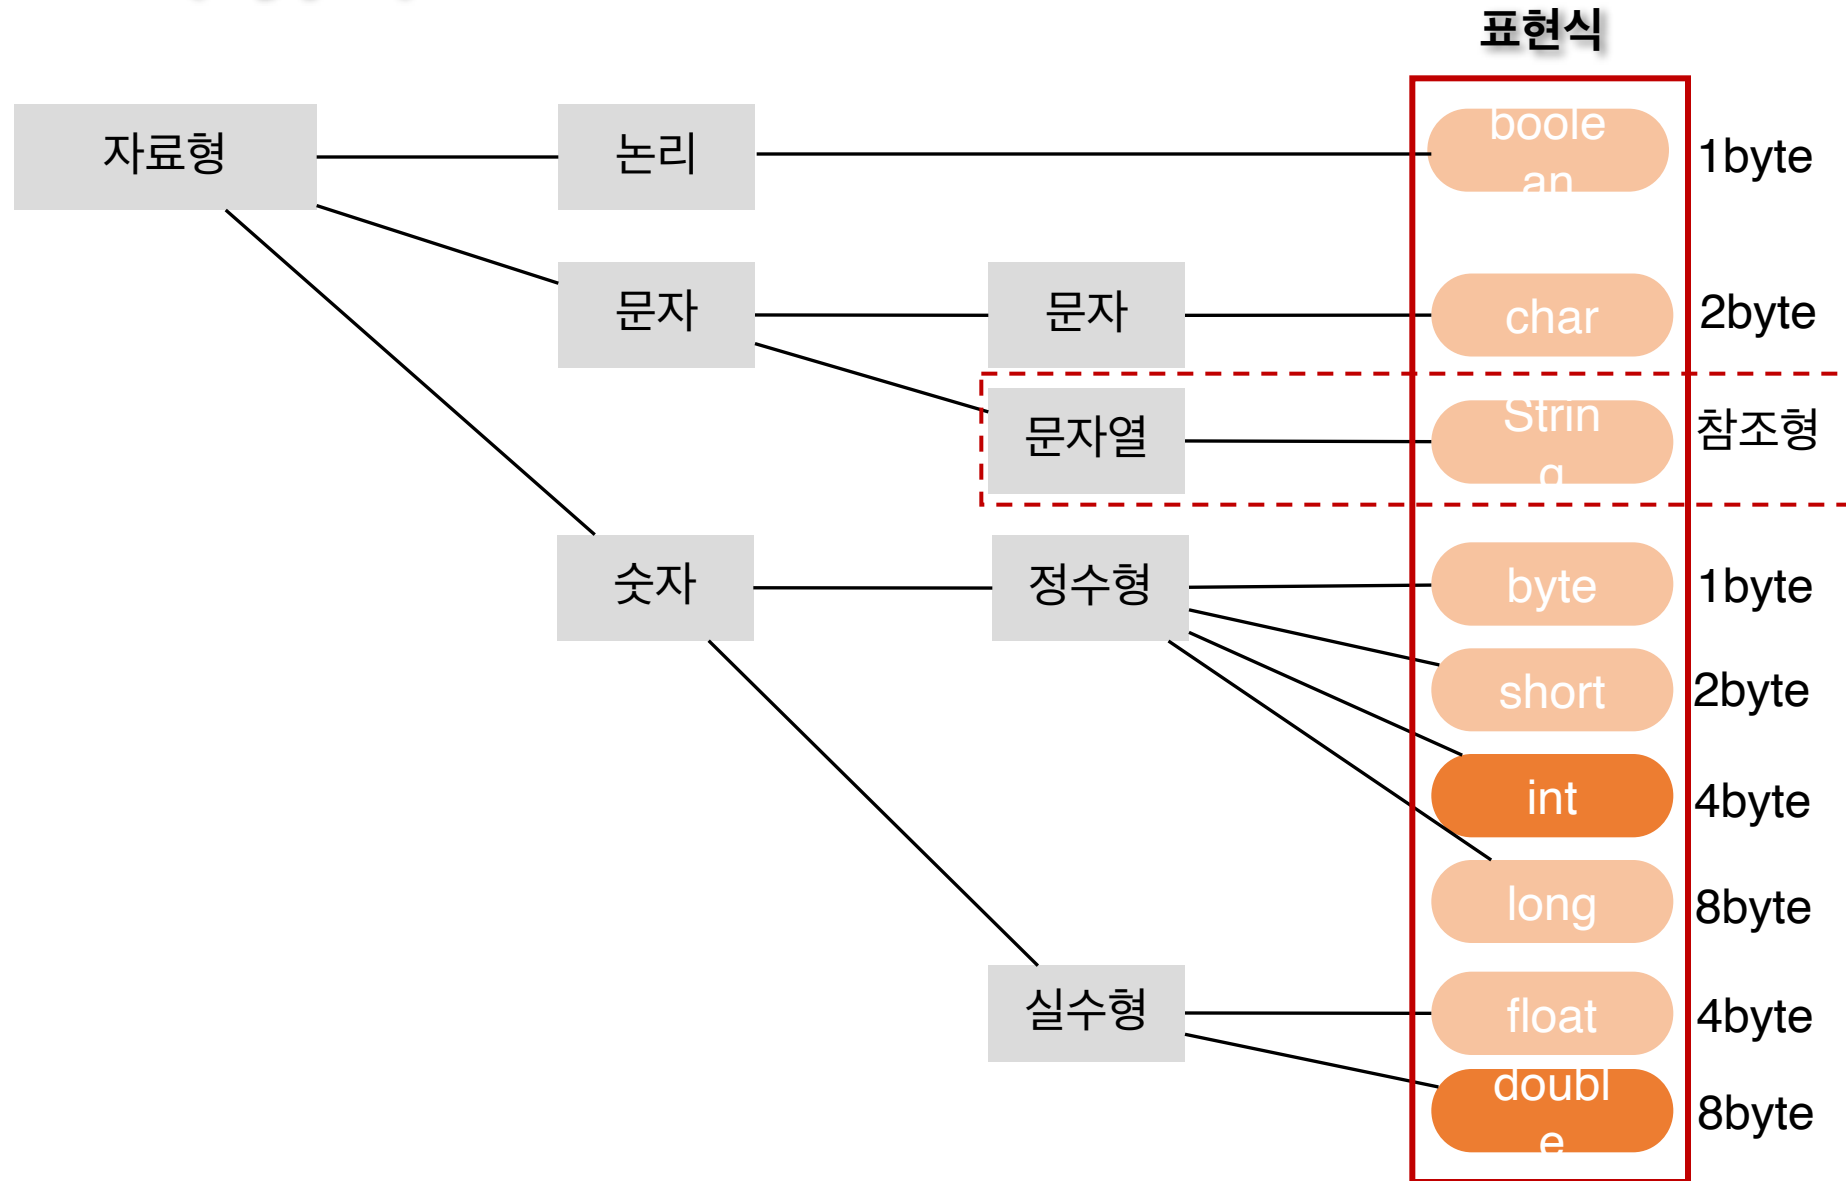 표현식
자료형
논리
boole
an
1byte
문자
문자
char
2byte
문자열
Strin
g
참조형
숫자
정수형
byte
1byte
short
2byte
int
4byte
long
8byte
실수형
float
4byte
doubl
e
8byte